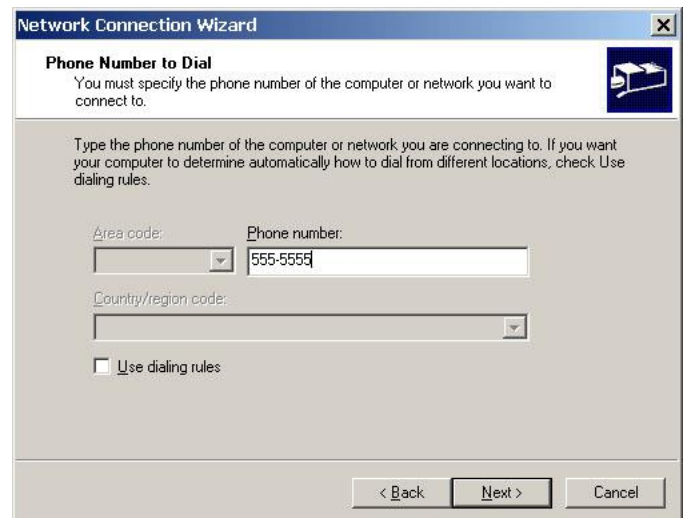 Network Connection Wizard
Phone Number to Dial
You must specify the phone number of the computer or network you want to
connect to.
Type the phone number of the computer or network you are connecting to. If you want
your computer to determine automatically how to dial from different locations, check Use
dialing rules.
Area code: Phone number:
555-5555
Country/region code:
Use dialing rules
< Back Next > Cancel